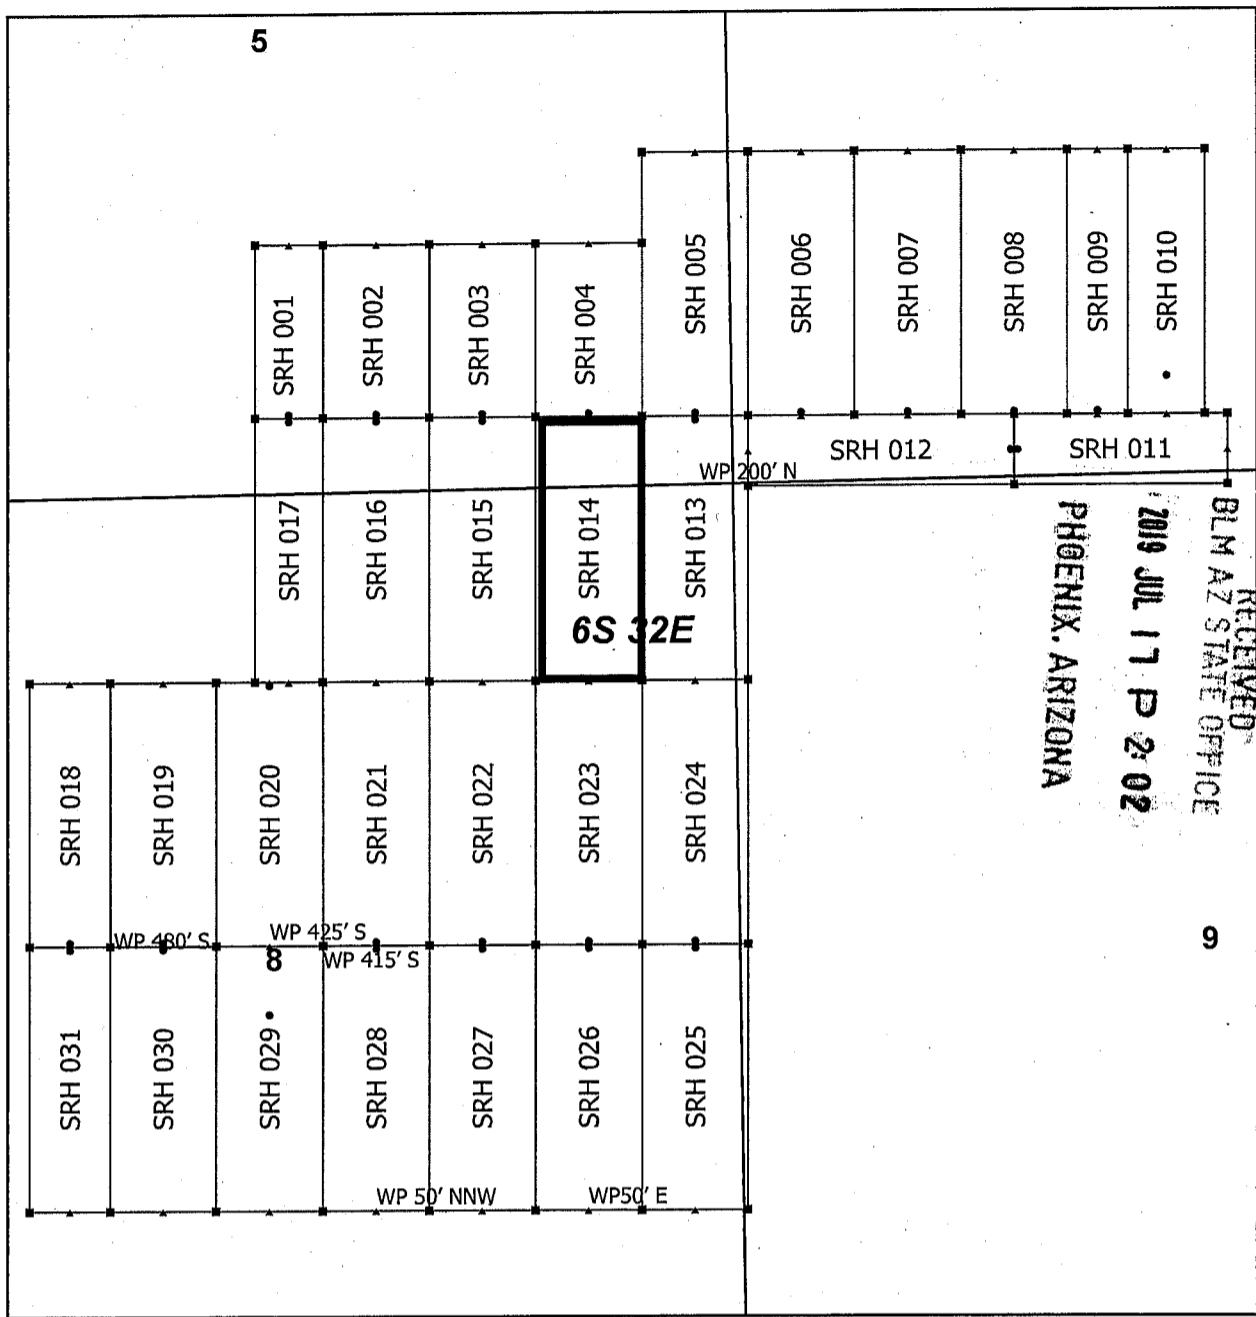 5
SRH 001
SRH 002
SRH 003
SRH 004
SRH 005
SRH 006
SRH 007
SRH 008
SRH 009
SRH 010
SRH 012
SRH 011
WP 200' N
SRH 017
SRH 016
SRH 015
SRH 014
SRH 013
6S 32E
RECEIVED
BLM AZ STATE OFFICE
2019 JUL 17 P 2:02
PHOENIX, ARIZONA
SRH 018
SRH 019
SRH 020
SRH 021
SRH 022
SRH 023
SRH 024
WP 480' S
WP 425' S
WP 415' S
8
9
SRH 031
SRH 030
SRH 029
SRH 028
SRH 027
SRH 026
SRH 025
WP 50' NNW
WP50' E